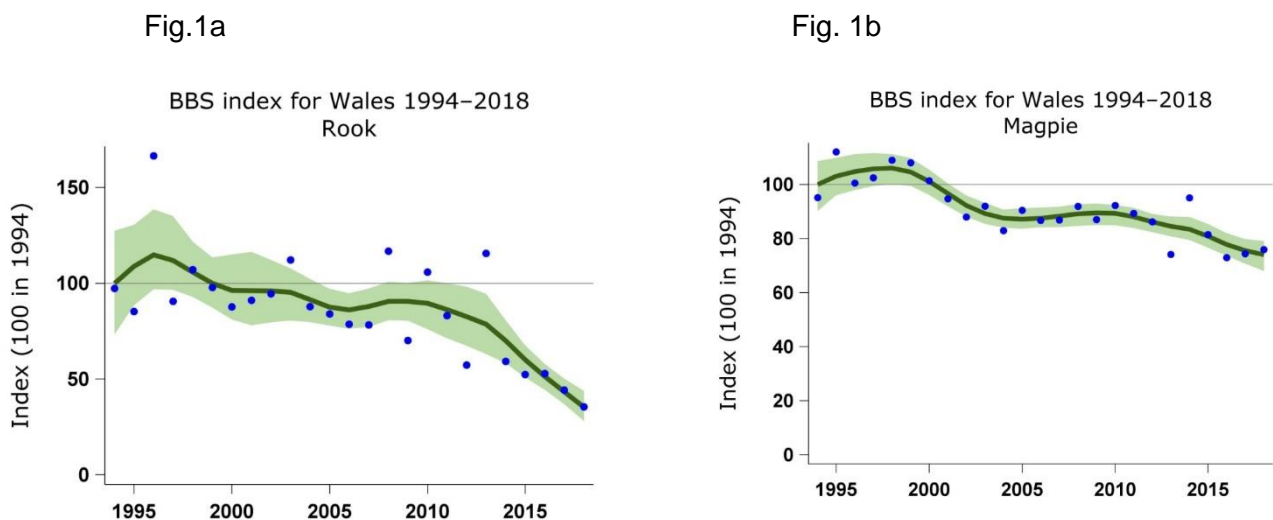 Fig.1a
BBS index for Wales 1994–2018
Rook
Index (100 in 1994)
150
100
50
0
1995 2000 2005 2010 2015
Fig. 1b
BBS index for Wales 1994–2018
Magpie
Index (100 in 1994)
100
80
60
40
20
0
1995 2000 2005 2010 2015